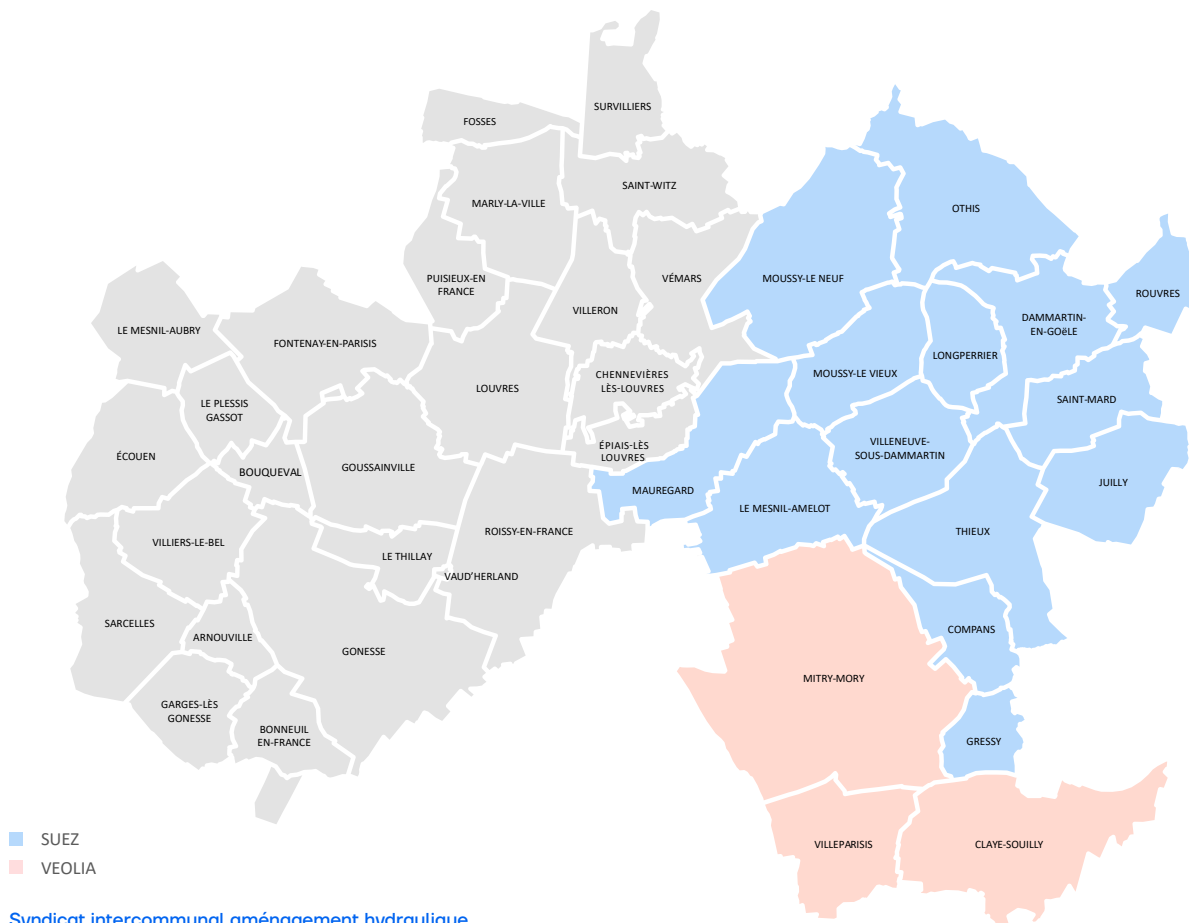 SURVILLIERS
FOSSES
SAINT-WITZ
MARLY-LA-VILLE
OTHIS
PUISIEUX-EN
FRANCE
VÉMARS
MOUSSY-LE NEUF
ROUVRES
VILLERON
DAMMARTIN-
EN-GOëLE
LE MESNIL-AUBRY
FONTENAY-EN-PARISIS
LONGPERRIER
CHENNEVIÈRES
LÈS-LOUVRES
MOUSSY-LE VIEUX
LOUVRES
LE PLESSIS
GASSOT
SAINT-MARD
ÉCOUEN
ÉPIAIS-LÈS
LOUVRES
VILLENEUVE-
SOUS-DAMMARTIN
BOUQUEVAL
GOUSSAINVILLE
MAUREGARD
JUILLY
LE MESNIL-AMELOT
ROISSY-EN-FRANCE
THIEUX
VILLIERS-LE-BEL
LE THILLAY
VAUD'HERLAND
SARCELLES
ARNOUVILLE
COMPANS
GONESSE
MITRY-MORY
GARGES-LÈS
GONESSE
BONNEUIL
EN-FRANCE
GRESSY
SUEZ
VILLEPARISIS
CLAYE-SOUILLY
VEOLIA
Syndicat intercommunal aménagement hydraulique